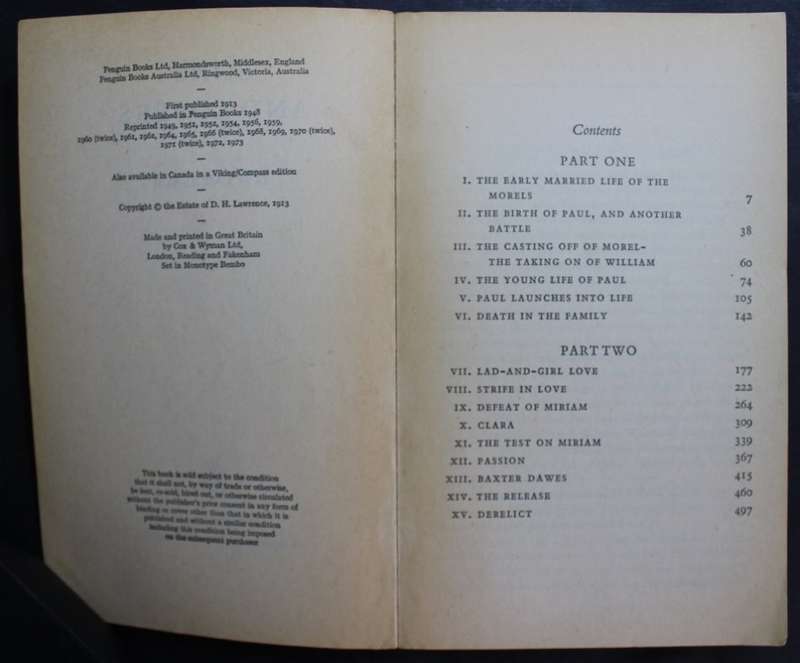 Penguin Books Ltd, Harmondsworth, Middlesex, England
Penguin Books Australia Ltd, Ringwood, Victoria, Australia
—
First published 1913
Published in Penguin Books 1948
Reprinted 1949, 1951, 1952, 1954, 1956, 1959,
1960 (twice), 1961, 1962, 1964, 1965, 1966 (twice), 1968, 1969, 1970 (twice),
1971 (twice), 1972, 1973
—
Also available in Canada in a Viking/Compass edition
—
Copyright © the Estate of D. H. Lawrence, 1913
—
Made and printed in Great Britain
by Cox & Wyman Ltd,
London, Reading and Fakenham
Set in Monotype Bembo
This book is sold subject to the condition
that it shall not, by way of trade or otherwise,
be lent, re-sold, hired out, or otherwise circulated
without the publisher's prior consent in any form of
binding or cover other than that in which it is
published and without a similar condition
including this condition being imposed
on the subsequent purchaser
Contents
PART ONE
I. THE EARLY MARRIED LIFE OF THE
MORELS 7
II. THE BIRTH OF PAUL, AND ANOTHER
BATTLE 38
III. THE CASTING OFF OF MOREL–
THE TAKING ON OF WILLIAM 60
IV. THE YOUNG LIFE OF PAUL 74
V. PAUL LAUNCHES INTO LIFE 105
VI. DEATH IN THE FAMILY 142
PART TWO
VII. LAD-AND-GIRL LOVE 177
VIII. STRIFE IN LOVE 222
IX. DEFEAT OF MIRIAM 264
X. CLARA 309
XI. THE TEST ON MIRIAM 339
XII. PASSION 367
XIII. BAXTER DAWES 415
XIV. THE RELEASE 460
XV. DERELICT 497